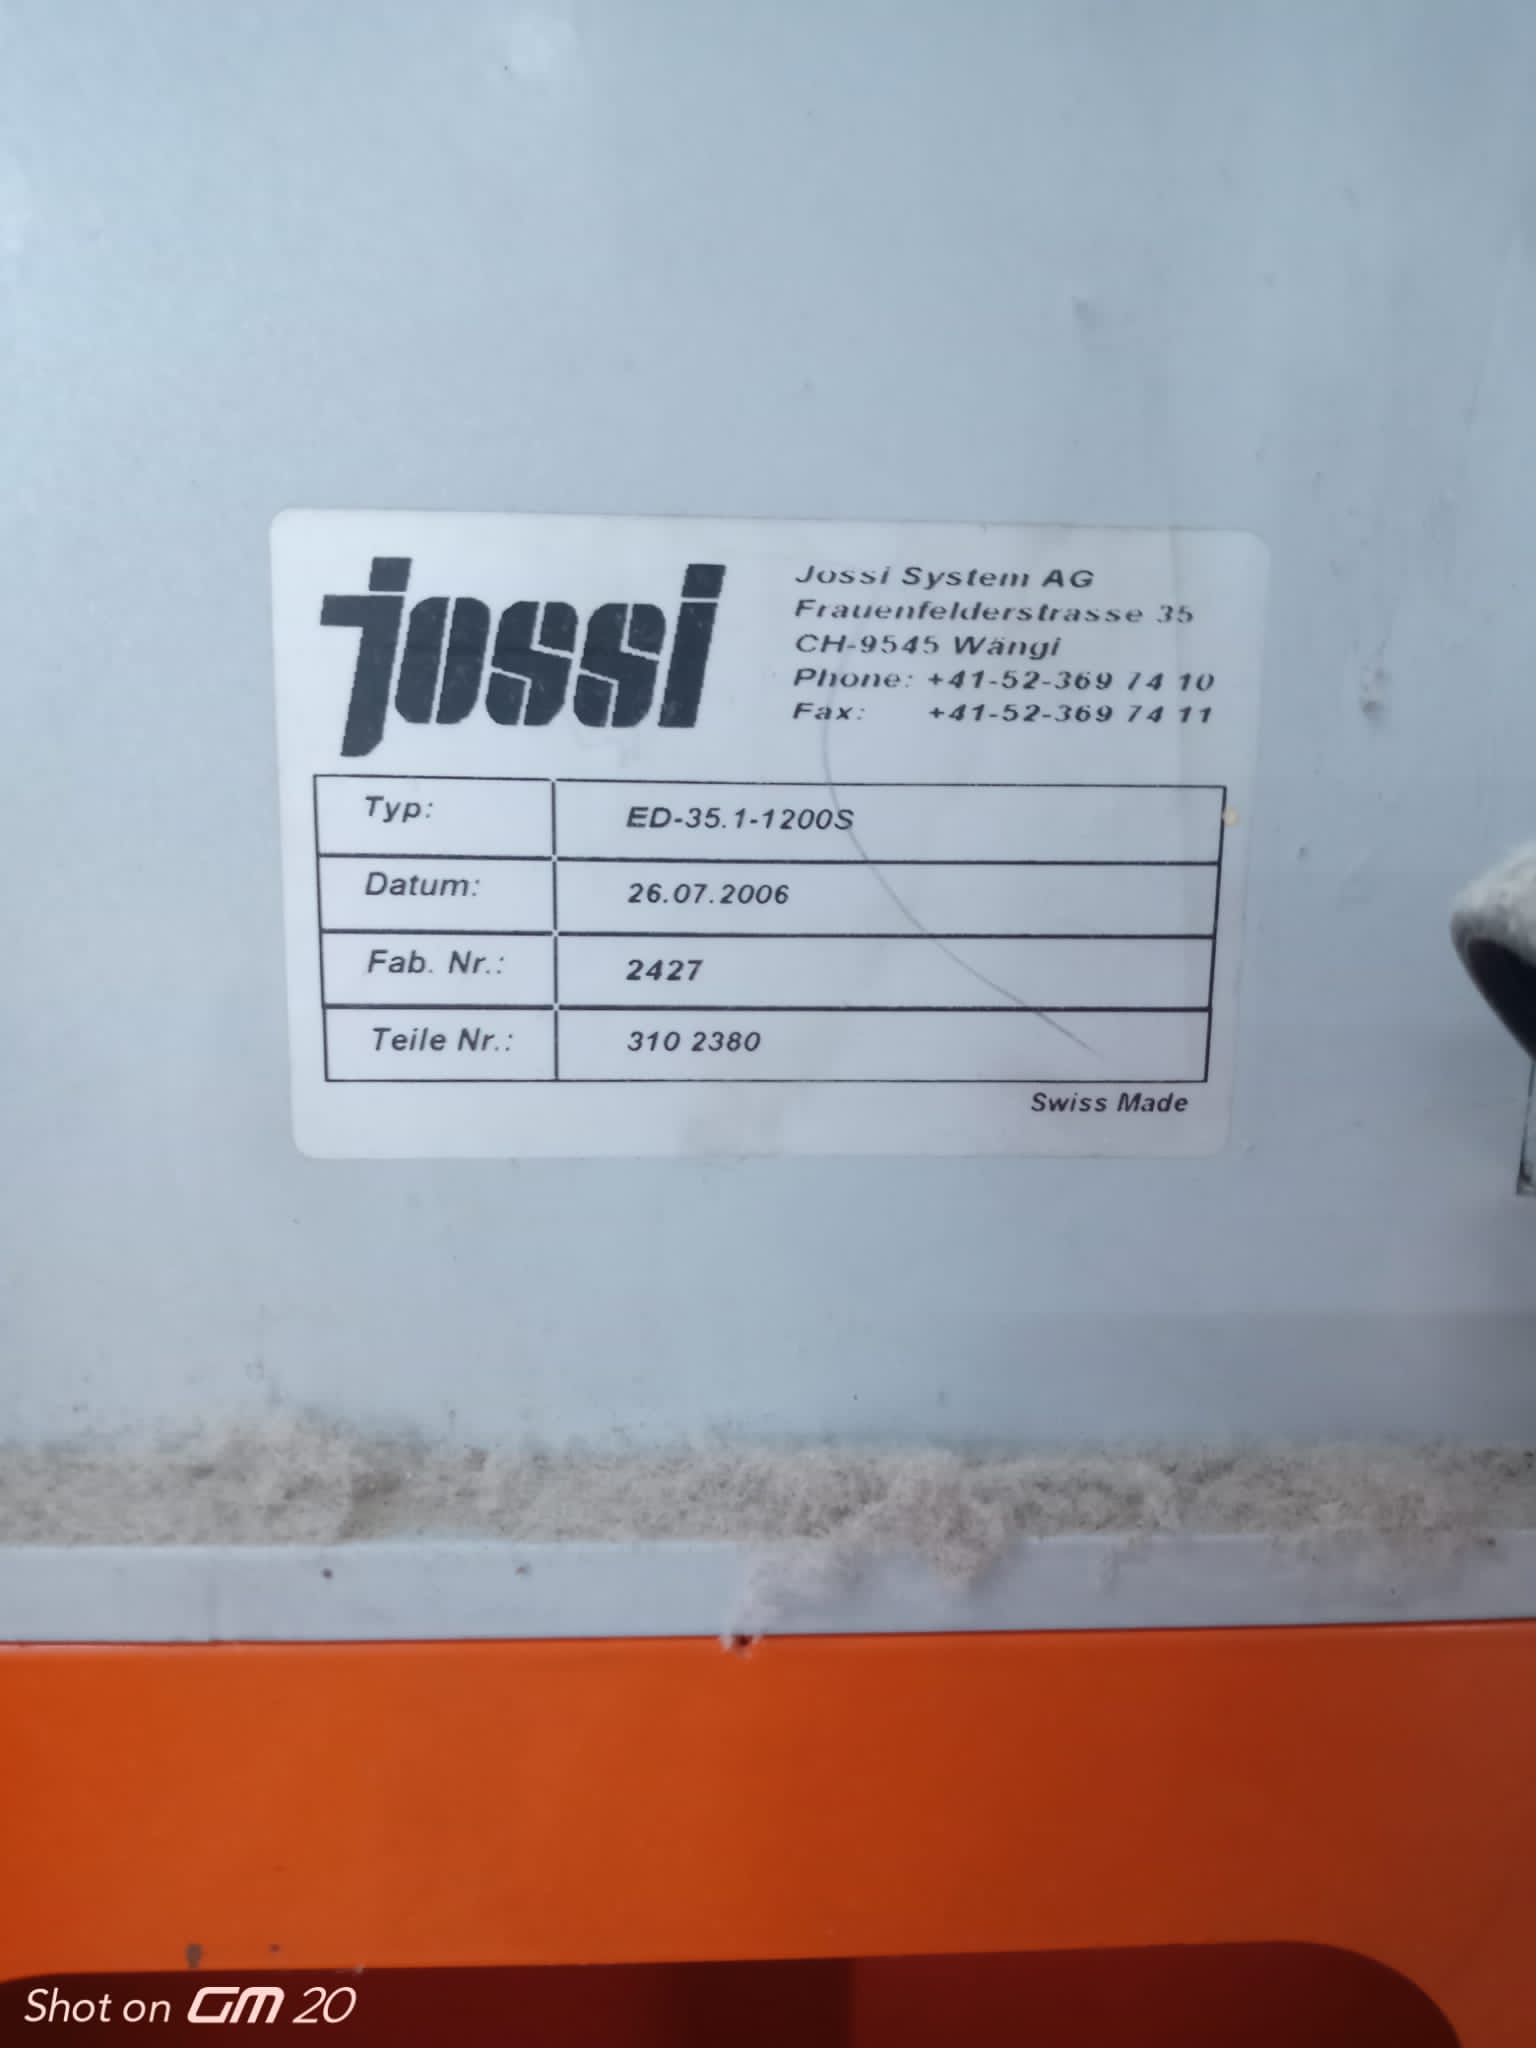 jossi
Jossi System AG
Frauenfelderstrasse 35
CH-9545 Wängi
Phone: +41-52-369 74 10
Fax: +41-52-369 74 11
Typ: ED-35.1-1200S
Datum: 26.07.2006
Fab. Nr.: 2427
Teile Nr.: 310 2380
Swiss Made
Shot on GM 20